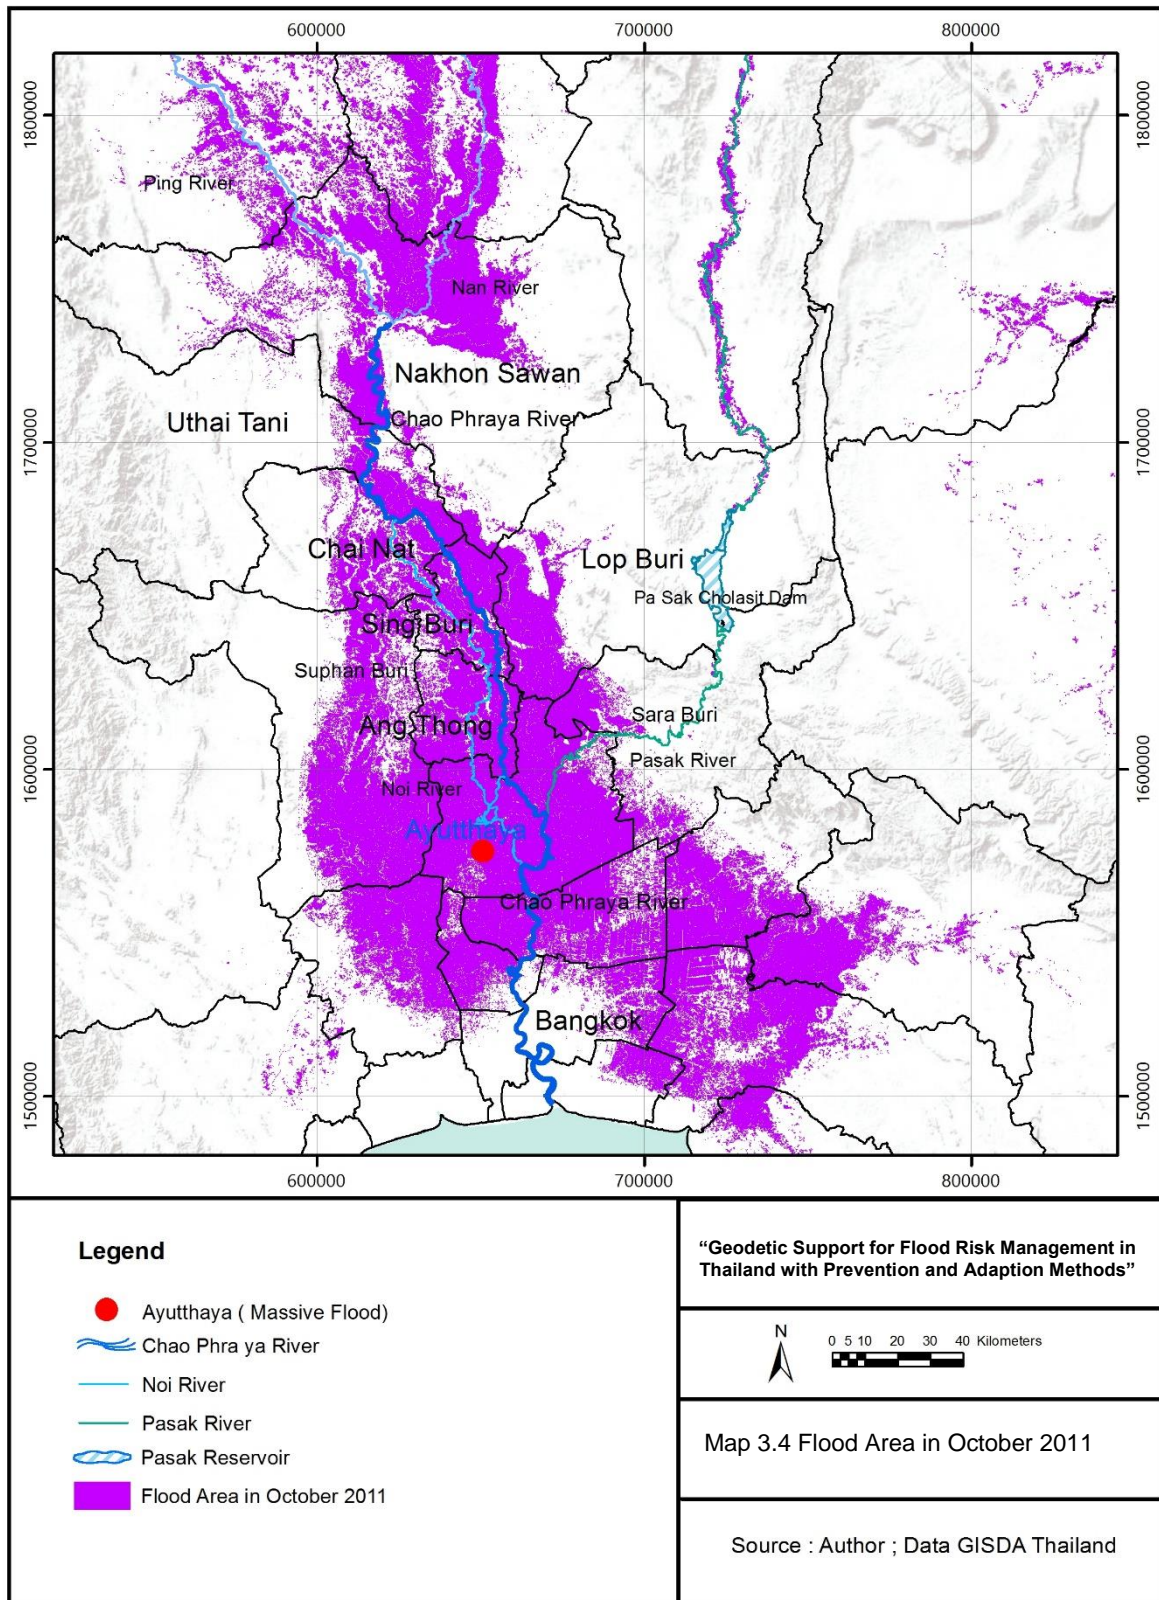 600000
700000
800000
1800000
1800000
Ping River
Nan River
Nakhon Sawan
Chao Phraya River
Uthai Tani
1700000
1700000
Chai Nat
Lop Buri
Pa Sak Cholasit Dam
Sing Buri
Suphan Buri
Ang Thong
Sara Buri
Pasak River
1600000
1600000
Noi River
Ayutthaya
Chao Phraya River
Bangkok
1500000
1500000
600000
700000
800000
Legend
Ayutthaya ( Massive Flood)
Chao Phra ya River
Noi River
Pasak River
Pasak Reservoir
Flood Area in October 2011
“Geodetic Support for Flood Risk Management in
Thailand with Prevention and Adaption Methods”
N
0 5 10 20 30 40 Kilometers
Map 3.4 Flood Area in October 2011
Source : Author ; Data GISDA Thailand